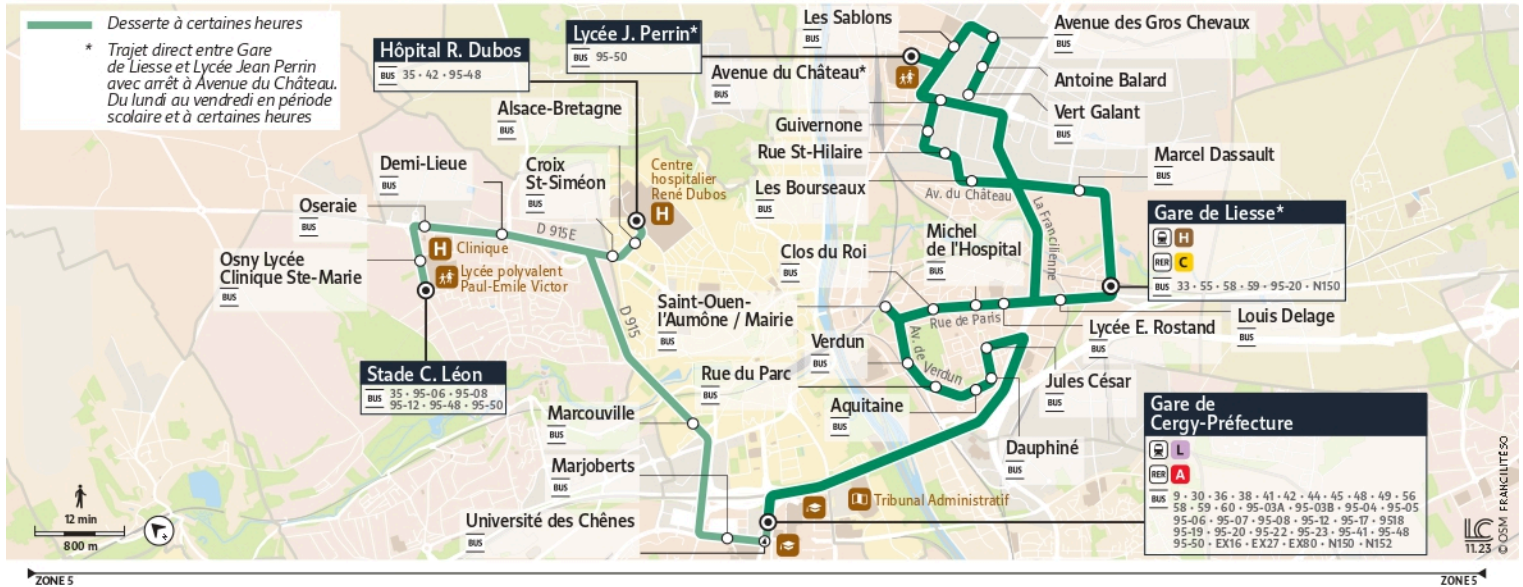 Desserte à certaines heures
* Trajet direct entre Gare
de Liesse et Lycée Jean Perrin
avec arrêt à Avenue du Château.
Du lundi au vendredi en période
scolaire et à certaines heures
Hôpital R. Dubos
BUS 35 • 42 • 95-48
Lycée J. Perrin*
BUS 95-50
Les Sablons
BUS
Avenue des Gros Chevaux
BUS
Avenue du Château*
BUS
Antoine Balard
BUS
Alsace-Bretagne
BUS
Vert Galant
BUS
Guivernone
BUS
Rue St-Hilaire
BUS
Marcel Dassault
BUS
Demi-Lieue
BUS
Croix
St-Siméon
BUS
Centre
hospitalier
René Dubos
H
Les Bourseaux
BUS
Av. du Château
La Francilienne
Oseraie
BUS
D 915E
H Clinique
Gare de Liesse*
H
RER C
BUS 33 • 55 • 58 • 59 • 95-20 • N150
Michel
de l'Hospital
BUS
Clos du Roi
BUS
Osny Lycée
Clinique Ste-Marie
BUS
Lycée polyvalent
Paul-Emile Victor
Saint-Ouen-
l'Aumône / Mairie
BUS
D 915
Rue de Paris
Louis Delage
BUS
Lycée E. Rostand
BUS
Verdun
BUS
Av. de Verdun
Stade C. Léon
BUS 35 • 95-06 • 95-08
95-12 • 95-48 • 95-50
Rue du Parc
BUS
Jules César
BUS
Aquitaine
BUS
Marcouville
BUS
Dauphiné
BUS
Gare de
Cergy-Préfecture
L
RER A
BUS 9 • 30 • 36 • 38 • 41 • 42 • 44 • 45 • 48 • 49 • 56
58 • 59 • 60 • 95-03A • 95-03B • 95-04 • 95-05
95-06 • 95-07 • 95-08 • 95-12 • 95-17 • 9518
95-19 • 95-20 • 95-22 • 95-23 • 95-41 • 95-48
95-50 • EX16 • EX27 • EX80 • N150 • N152
Marjoberts
BUS
Tribunal Administratif
Université des Chênes
BUS
12 min
800 m
LC
11.23
© OSM FRANCILITÉ SO
ZONE 5
ZONE 5